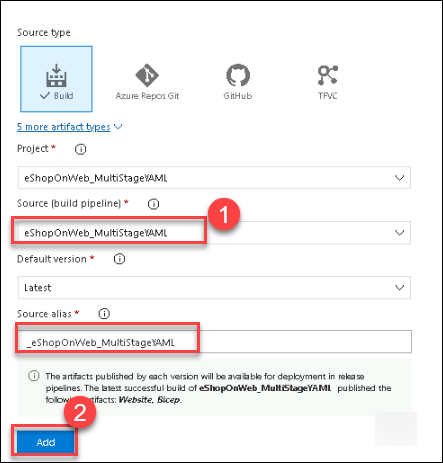 Source type
Build
Azure Repos Git
GitHub
TFVC
5 more artifact types
Project *
eShopOnWeb_MultiStageYAML
Source (build pipeline) *
1
eShopOnWeb_MultiStageYAML
Default version *
Latest
Source alias *
_eShopOnWeb_MultiStageYAML
The artifacts published by each version will be available for deployment in release
pipelines. The latest successful build of eShopOnWeb_MultiStageYAML published
the following artifacts: Website, Bicep.
2
Add